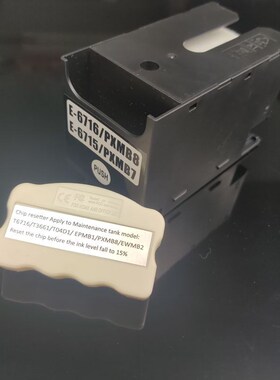 E-6716/PXMB8
E-6715/PXMB7
PUSH
Chip resetter Apply to Maintenance tank model:
T6716/T3661/T04D1/ EPMB1/PXMB8/EWMB2
Reset the chip before the ink level fall to 15%